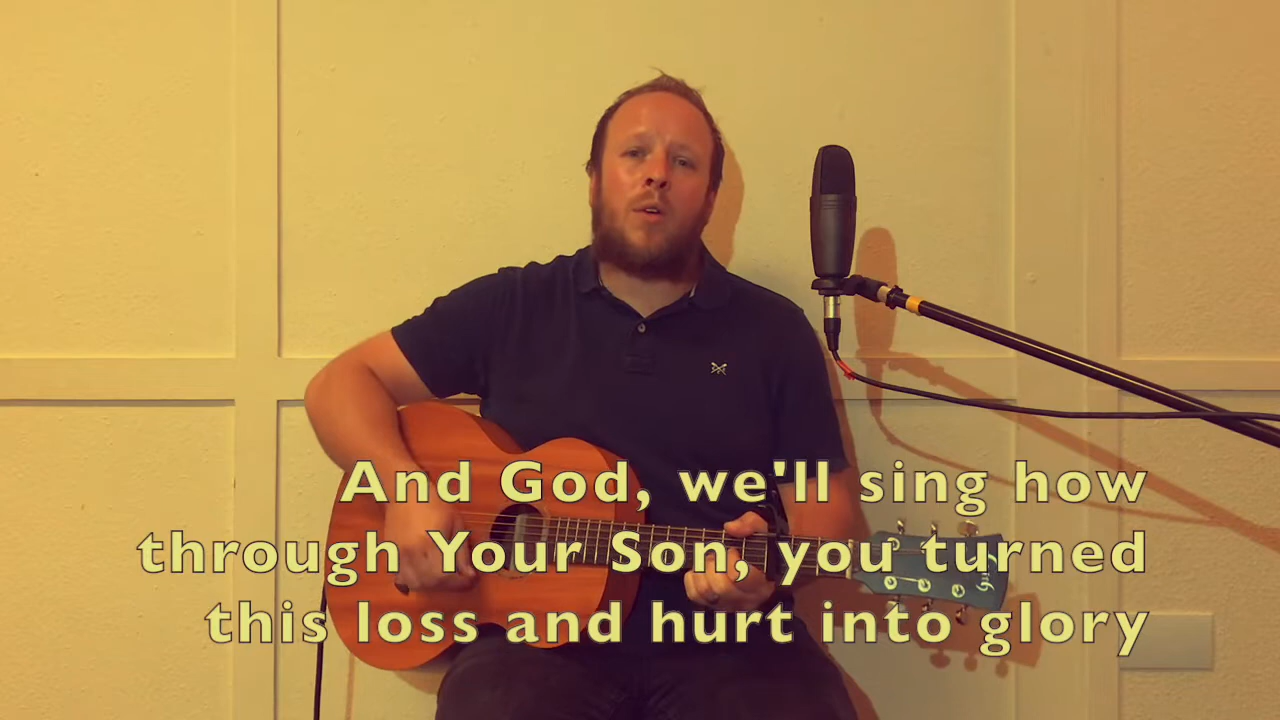 And God, we'll sing how
through Your Son, you turned
this loss and hurt into glory